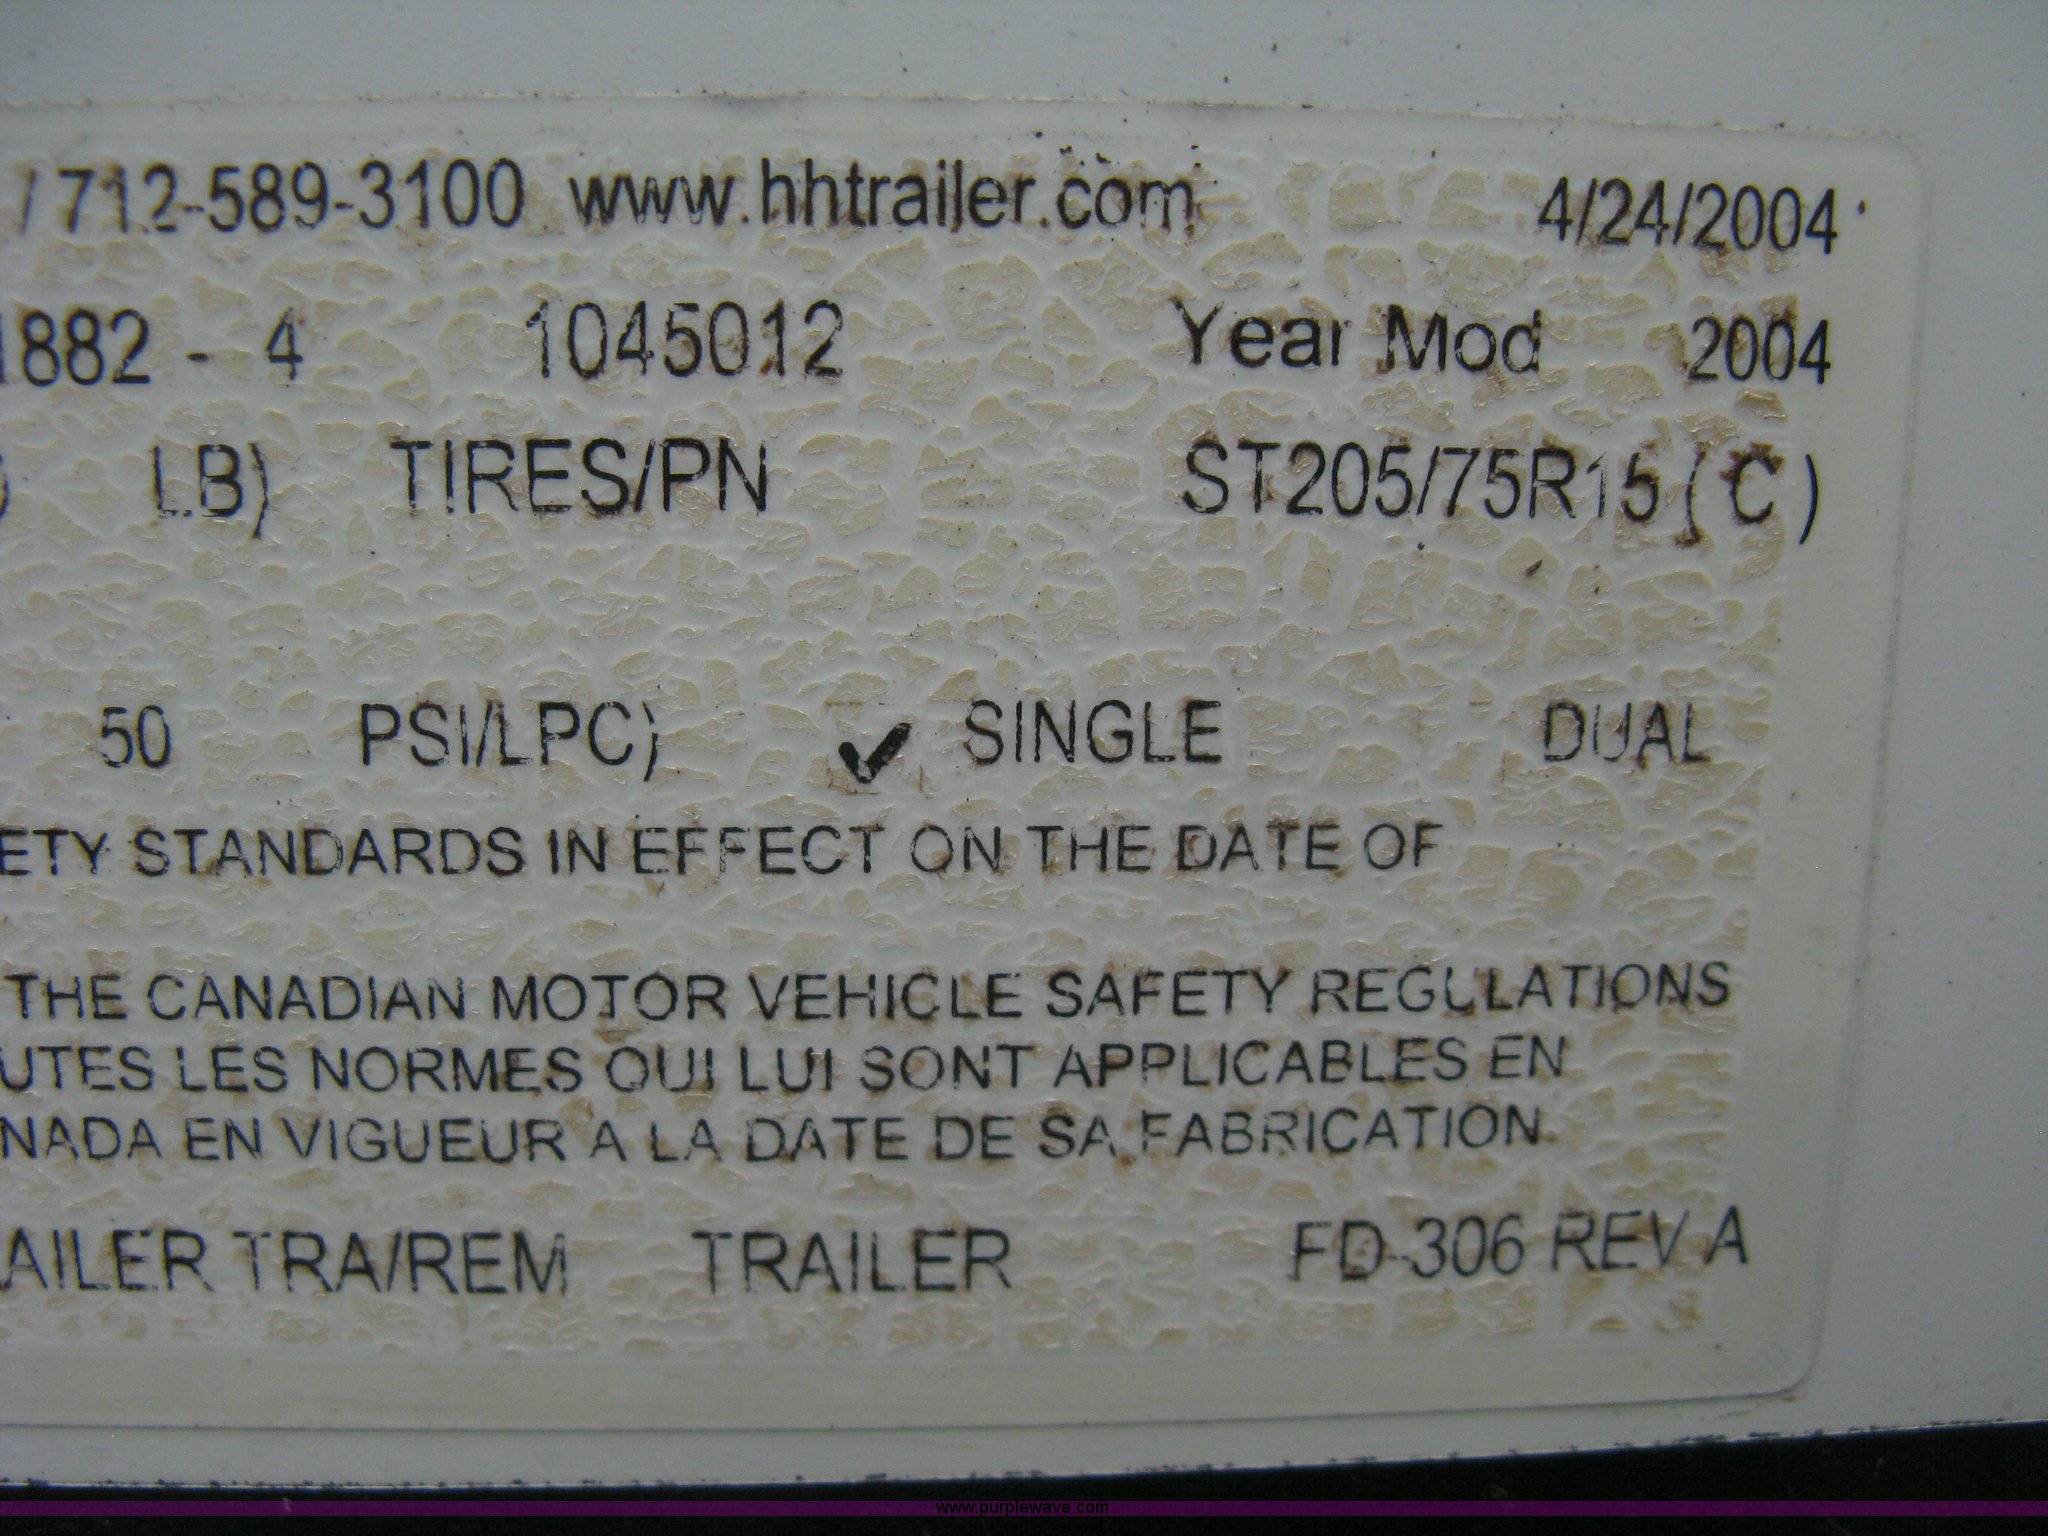 / 712-589-3100 www.hhtrailer.com 4/24/2004
1882 - 4 1045012 Year Mod 2004
LB) TIRES/PN ST205/75R15 ( C )
50 PSI/LPC) ✔ SINGLE DUAL
ETY STANDARDS IN EFFECT ON THE DATE OF
THE CANADIAN MOTOR VEHICLE SAFETY REGULATIONS
UTES LES NORMES QUI LUI SONT APPLICABLES EN
NADA EN VIGUEUR A LA DATE DE SA FABRICATION.
AILER TRA/REM TRAILER FD-306 REV A
www.purplewave.com